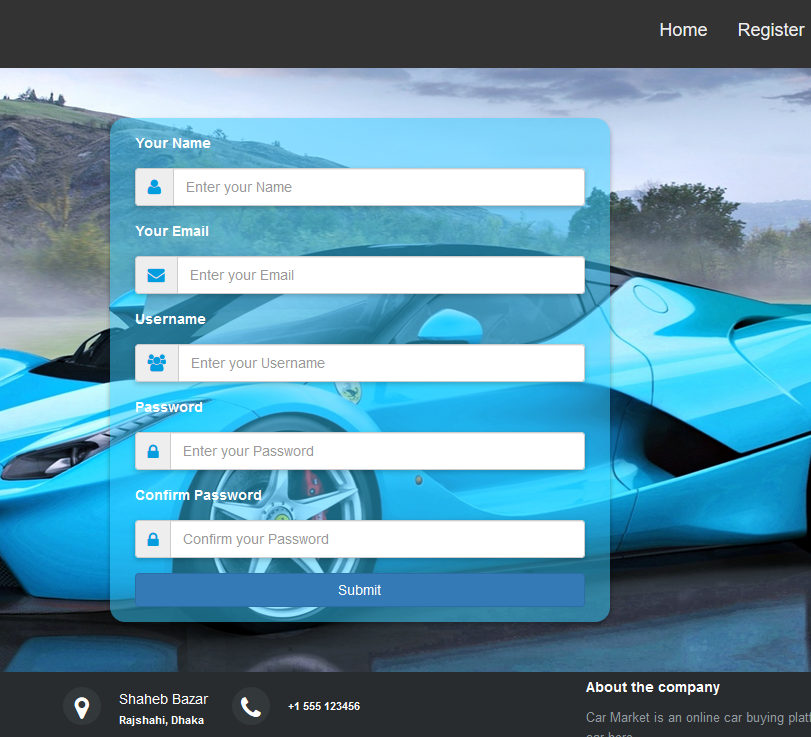 Home Register
Your Name
Enter your Name
Your Email
Enter your Email
Username
Enter your Username
Password
Enter your Password
Confirm Password
Confirm your Password
Submit
Shaheb Bazar
Rajshahi, Dhaka
+1 555 123456
About the company
Car Market is an online car buying
car here